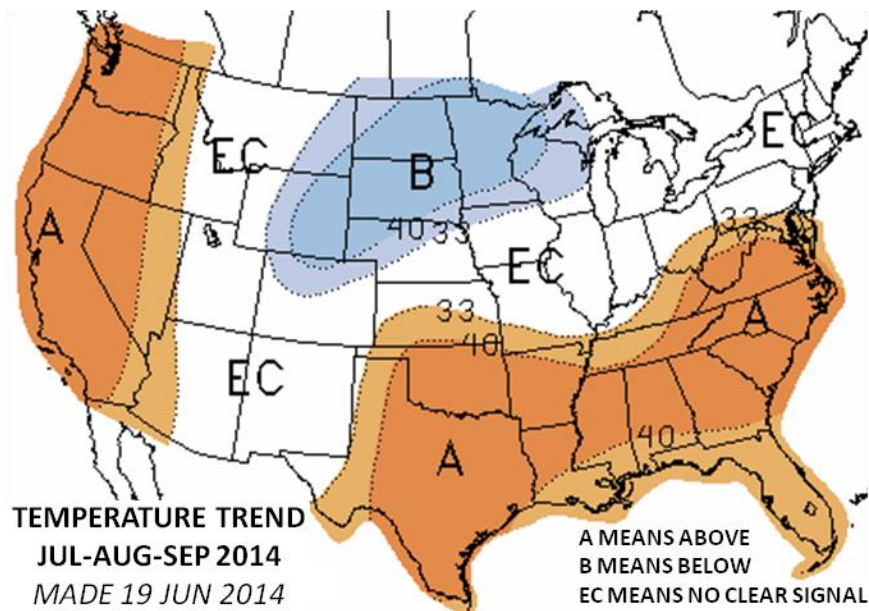 EC
EC
B
A
40
33
33
EC
33
A
40
EC
40
A
TEMPERATURE TREND
JUL-AUG-SEP 2014
MADE 19 JUN 2014
A MEANS ABOVE
B MEANS BELOW
EC MEANS NO CLEAR SIGNAL